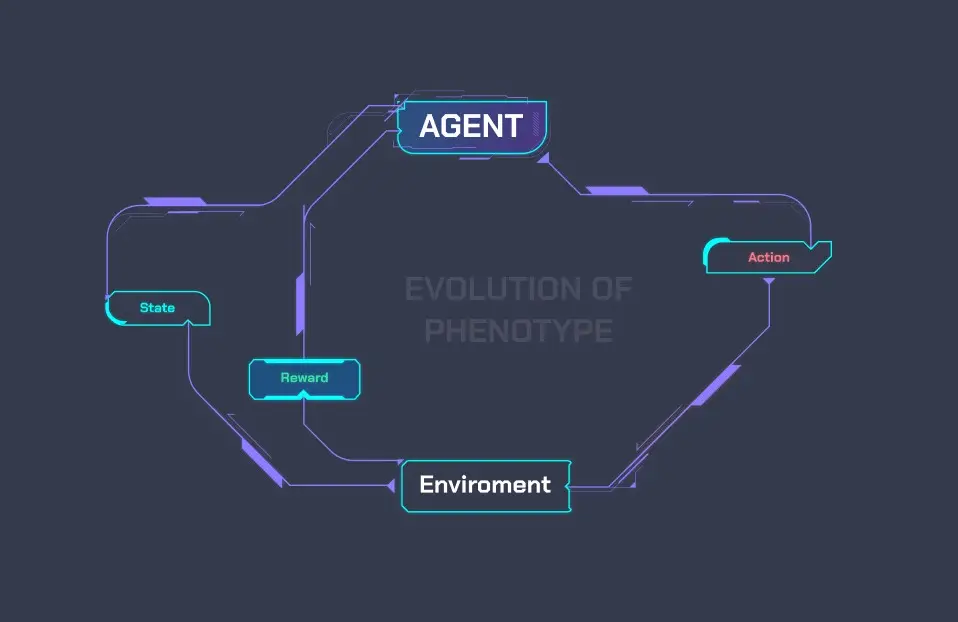 AGENT
Action
EVOLUTION OF
PHENOTYPE
State
Reward
Enviroment